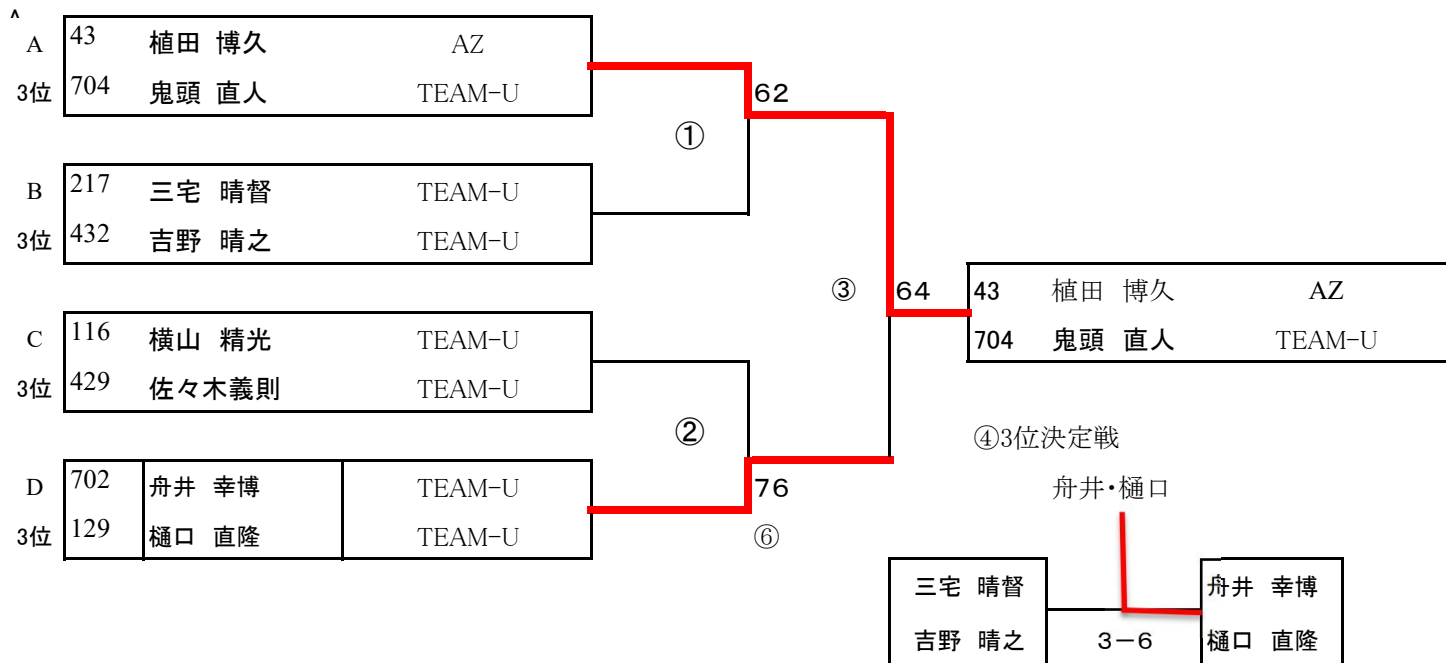 ^
A 43 植田 博久 AZ
3位 704 鬼頭 直人 TEAM-U
62
①
B 217 三宅 晴督 TEAM-U
3位 432 吉野 晴之 TEAM-U
③ 64 43 植田 博久 AZ
704 鬼頭 直人 TEAM-U
C 116 横山 精光 TEAM-U
3位 429 佐々木義則 TEAM-U
②
④3位決定戦
D 702 舟井 幸博 TEAM-U
76
舟井・樋口
3位 129 樋口 直隆 TEAM-U
⑥
三宅 晴督 舟井 幸博
吉野 晴之 3-6 樋口 直隆